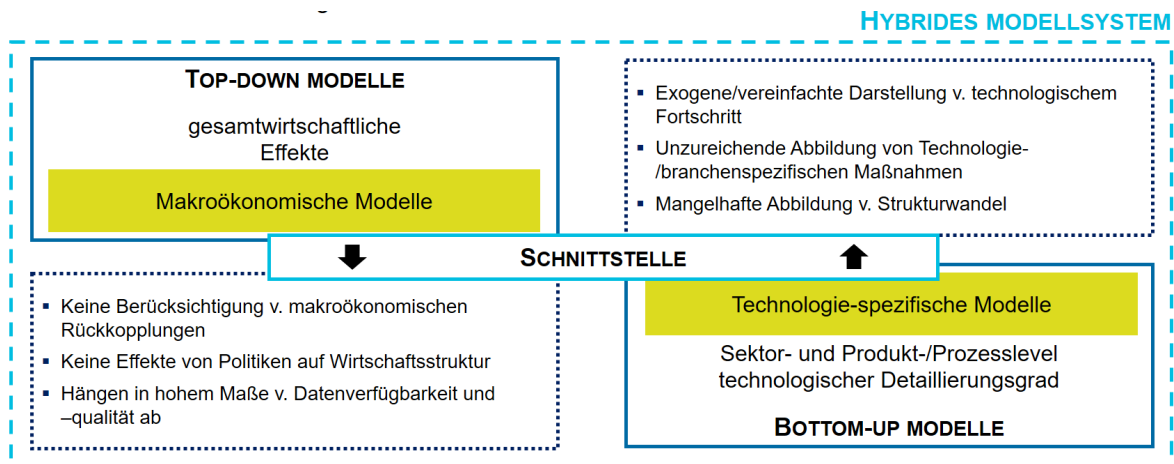 HYBRIDES MODELLSYSTEM
TOP-DOWN MODELLE
gesamtwirtschaftliche
Effekte
Makroökonomische Modelle
▪ Exogene/vereinfachte Darstellung v. technologischem
Fortschritt
▪ Unzureichende Abbildung von Technologie-
/branchenspezifischen Maßnahmen
▪ Mangelhafte Abbildung v. Strukturwandel
SCHNITTSTELLE
▪ Keine Berücksichtigung v. makroökonomischen
Rückkopplungen
▪ Keine Effekte von Politiken auf Wirtschaftsstruktur
▪ Hängen in hohem Maße v. Datenverfügbarkeit und
–qualität ab
Technologie-spezifische Modelle
Sektor- und Produkt-/Prozesslevel
technologischer Detaillierungsgrad
BOTTOM-UP MODELLE